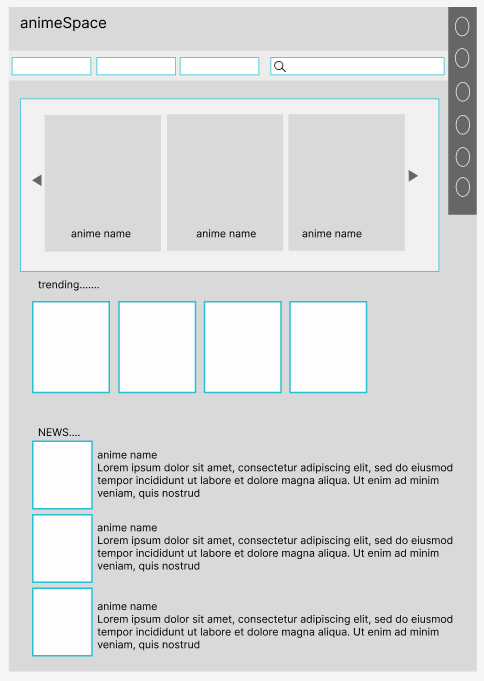 animeSpace
anime name
anime name
anime name
trending.......
NEWS....
anime name
Lorem ipsum dolor sit amet, consectetur adipiscing elit, sed do eiusmod
tempor incididunt ut labore et dolore magna aliqua. Ut enim ad minim
veniam, quis nostrud
anime name
Lorem ipsum dolor sit amet, consectetur adipiscing elit, sed do eiusmod
tempor incididunt ut labore et dolore magna aliqua. Ut enim ad minim
veniam, quis nostrud
anime name
Lorem ipsum dolor sit amet, consectetur adipiscing elit, sed do eiusmod
tempor incididunt ut labore et dolore magna aliqua. Ut enim ad minim
veniam, quis nostrud